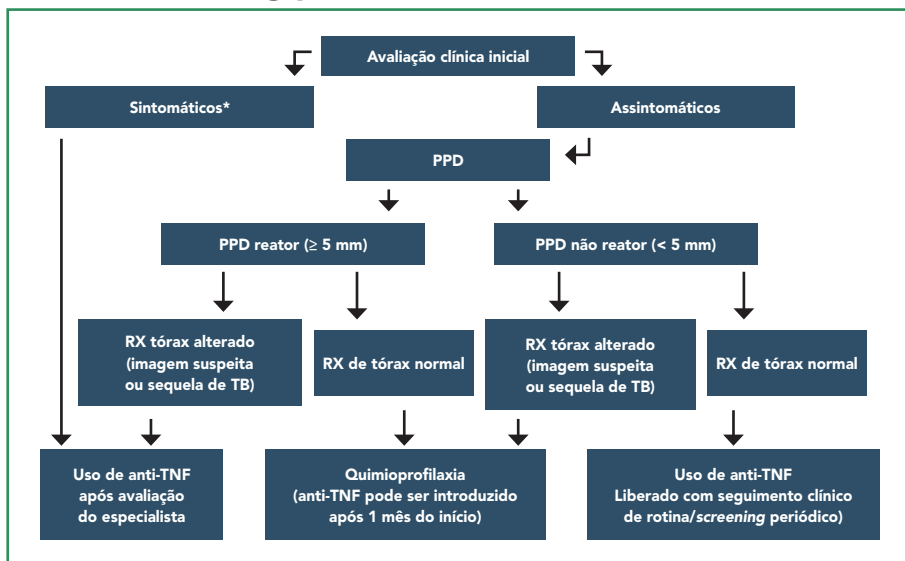 Avaliação clínica inicial
Sintomáticos*
Assintomáticos
PPD
PPD reator (≥ 5 mm)
PPD não reator (< 5 mm)
RX tórax alterado
(imagem suspeita
ou sequela de TB)
RX de tórax normal
RX tórax alterado
(imagem suspeita
ou sequela de TB)
RX de tórax normal
Uso de anti-TNF
após avaliação
do especialista
Quimioprofilaxia
(anti-TNF pode ser introduzido
após 1 mês do início)
Uso de anti-TNF
Liberado com seguimento clínico
de rotina/screening periódico)